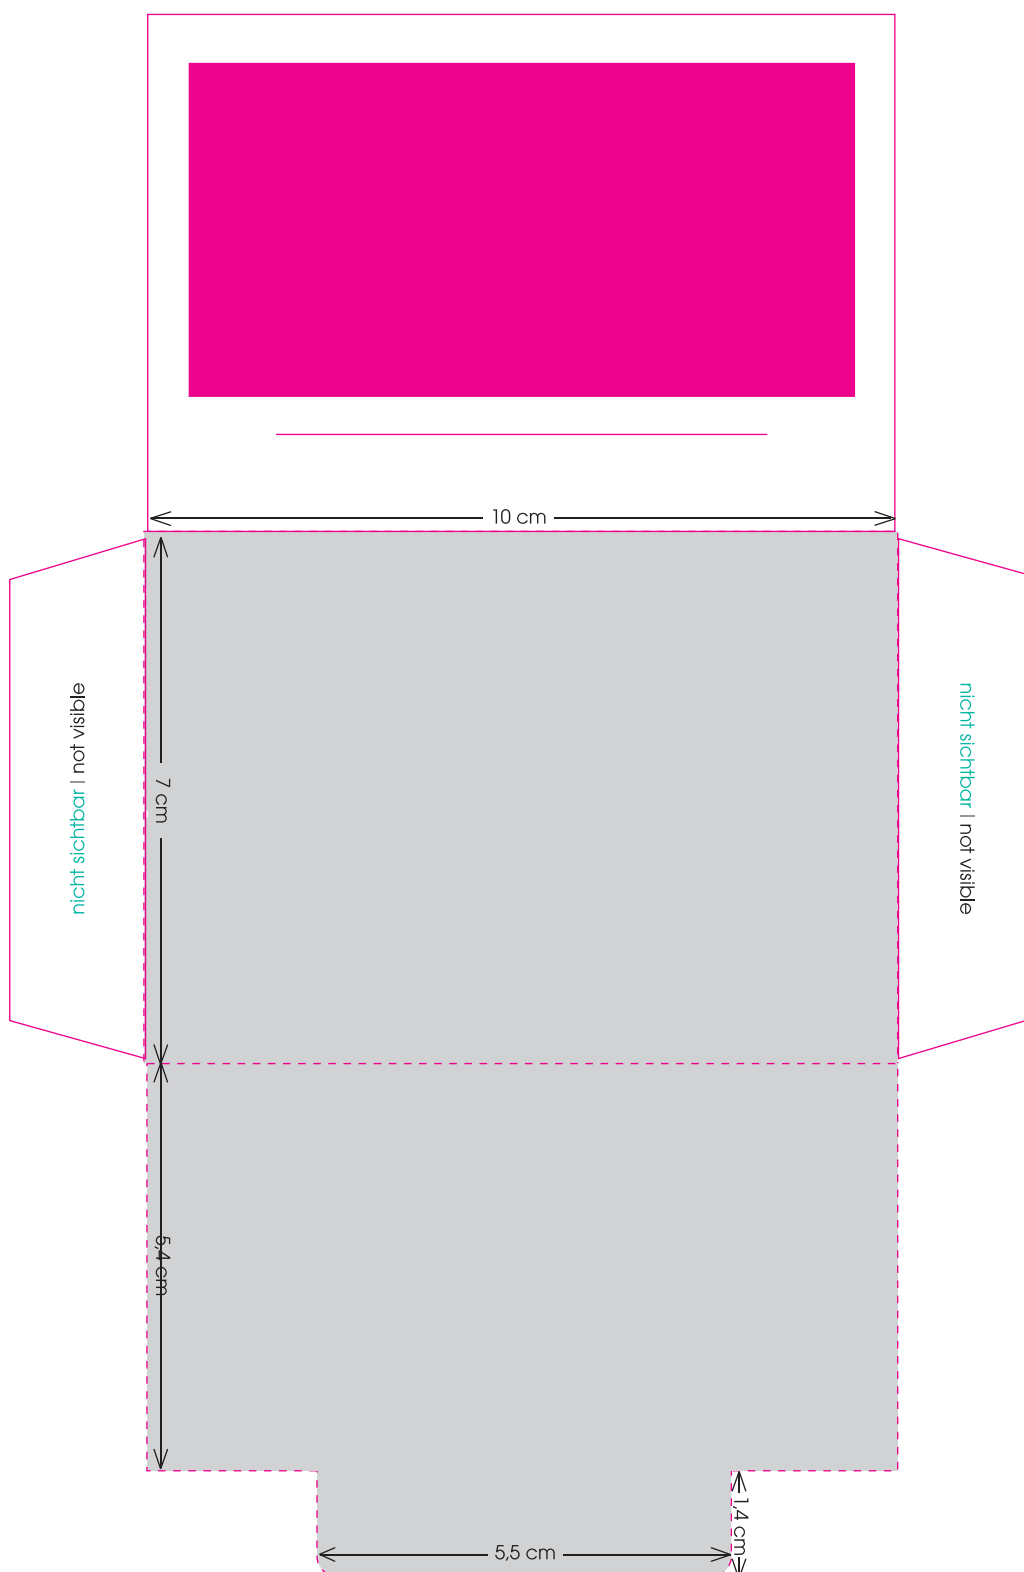 10 cm
nicht sichtbar | not visible
7 cm
nicht sichtbar | not visible
5,4 cm
1,4 cm
5,5 cm